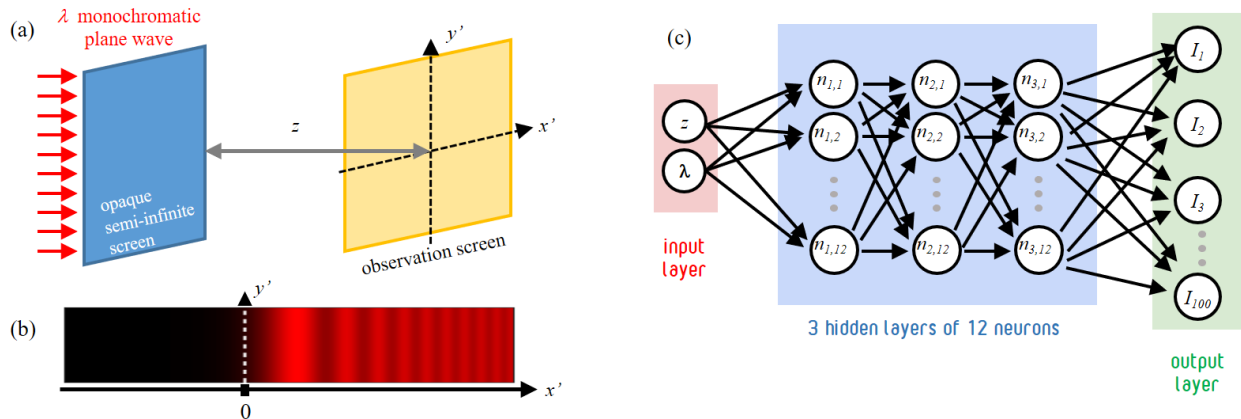 (a)
λ monochromatic
plane wave
z
opaque
semi-infinite
screen
y’
x’
observation screen
(b)
y’
x’
0
(c)
z
λ
input
layer
n1,1
n2,1
n3,1
n1,2
n2,2
n3,2
n1,12
n2,12
n3,12
3 hidden layers of 12 neurons
I1
I2
I3
I100
output
layer